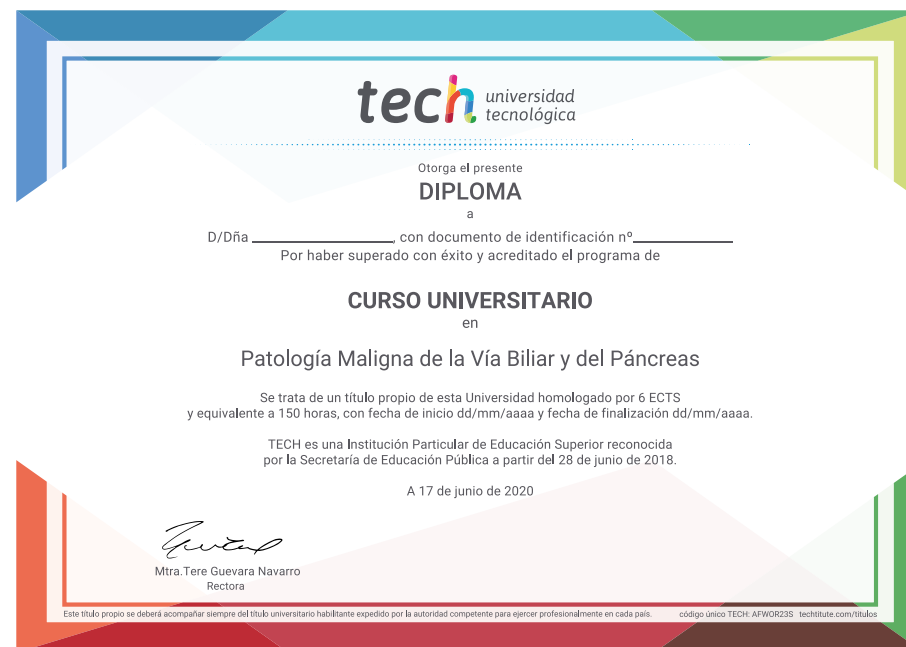 tech universidad
tecnológica
Otorga el presente
DIPLOMA
a
D/Dña ____________________, con documento de identificación nº______________
Por haber superado con éxito y acreditado el programa de
CURSO UNIVERSITARIO
en
Patología Maligna de la Vía Biliar y del Páncreas
Se trata de un título propio de esta Universidad homologado por 6 ECTS
y equivalente a 150 horas, con fecha de inicio dd/mm/aaaa y fecha de finalización dd/mm/aaaa.
TECH es una Institución Particular de Educación Superior reconocida
por la Secretaría de Educación Pública a partir del 28 de junio de 2018.
A 17 de junio de 2020
Mtra.Tere Guevara Navarro
Rectora
Este título propio se deberá acompañar siempre del título universitario habilitante expedido por la autoridad competente para ejercer profesionalmente en cada país. código único TECH: AFWOR23S techtitute.com/títulos